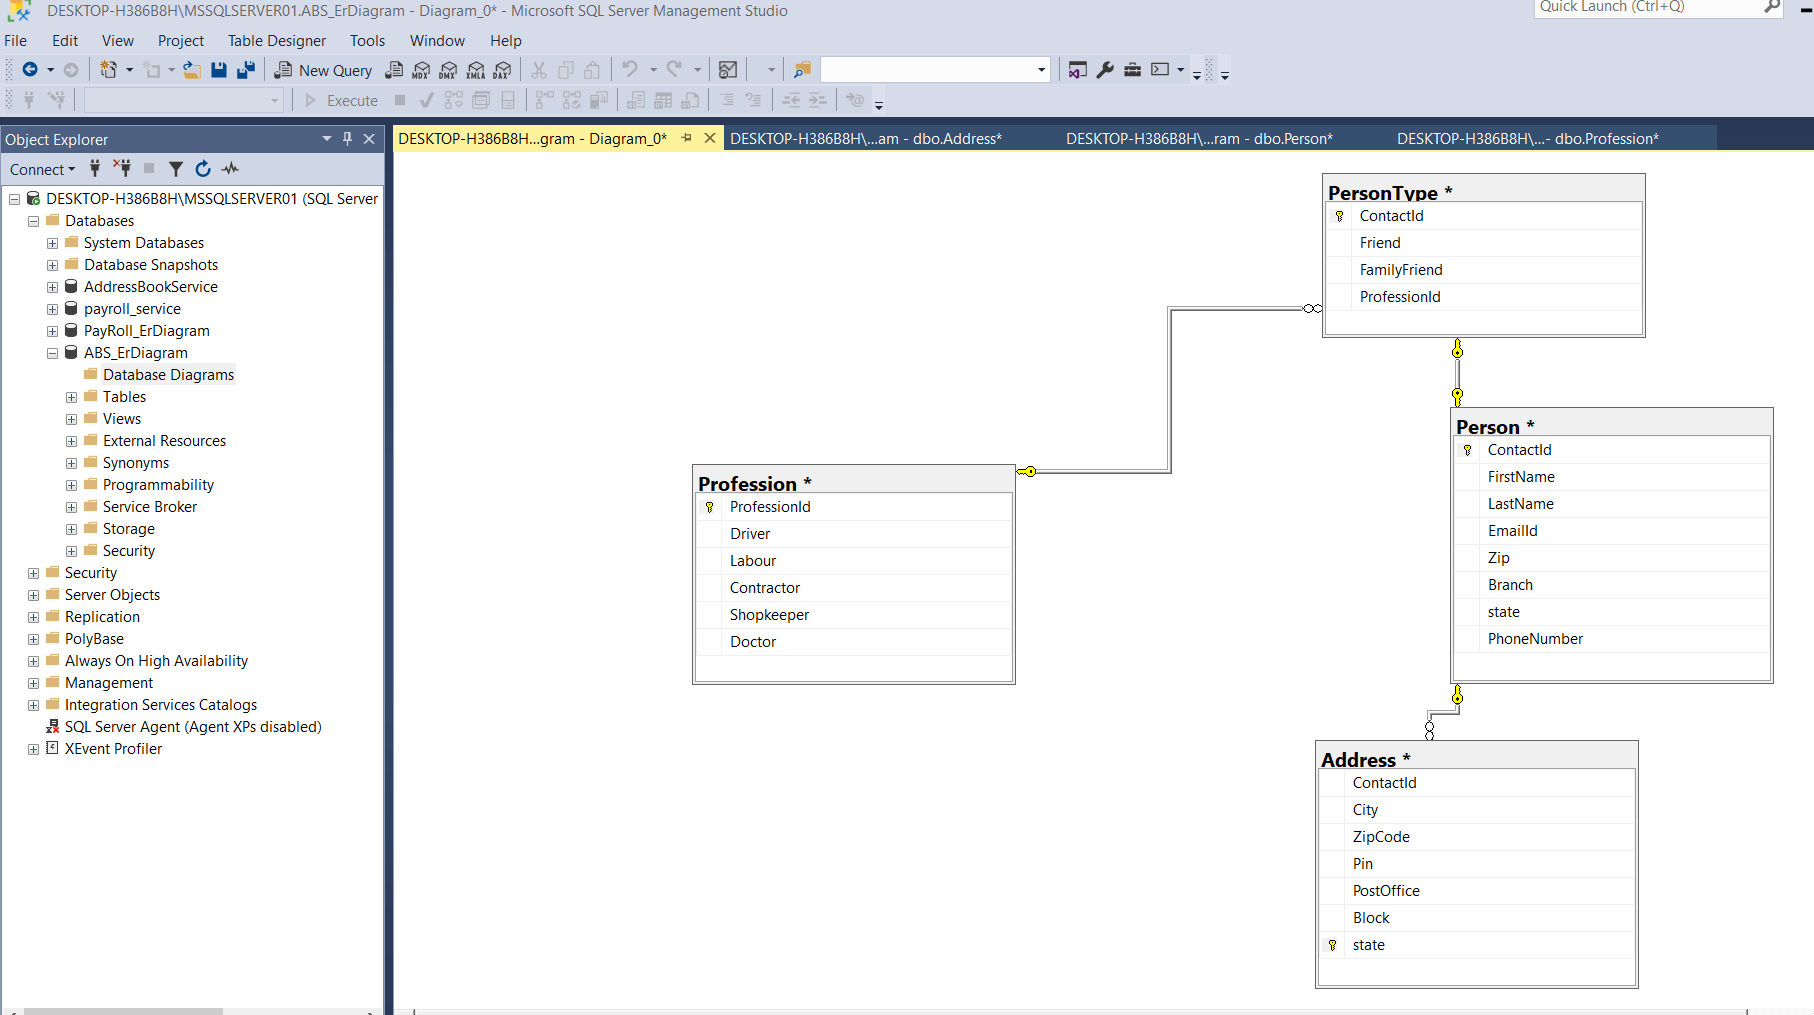 DESKTOP-H386B8H\MSSQLSERVER01.ABS_ErDiagram - Diagram_0* - Microsoft SQL Server Management Studio
Quick Launch (Ctrl+Q)
File Edit View Project Table Designer Tools Window Help
New Query MDX DMX XMLA DAX
Execute
Object Explorer
DESKTOP-H386B8H...gram - Diagram_0* DESKTOP-H386B8H\...am - dbo.Address* DESKTOP-H386B8H\...ram - dbo.Person* DESKTOP-H386B8H\...- dbo.Profession*
Connect
DESKTOP-H386B8H\MSSQLSERVER01 (SQL Server
Databases
System Databases
Database Snapshots
AddressBookService
payroll_service
PayRoll_ErDiagram
ABS_ErDiagram
Database Diagrams
Tables
Views
External Resources
Synonyms
Programmability
Service Broker
Storage
Security
Security
Server Objects
Replication
PolyBase
Always On High Availability
Management
Integration Services Catalogs
SQL Server Agent (Agent XPs disabled)
XEvent Profiler
PersonType *
ContactId
Friend
FamilyFriend
ProfessionId
Profession *
ProfessionId
Driver
Labour
Contractor
Shopkeeper
Doctor
Person *
ContactId
FirstName
LastName
EmailId
Zip
Branch
state
PhoneNumber
Address *
ContactId
City
ZipCode
Pin
PostOffice
Block
state